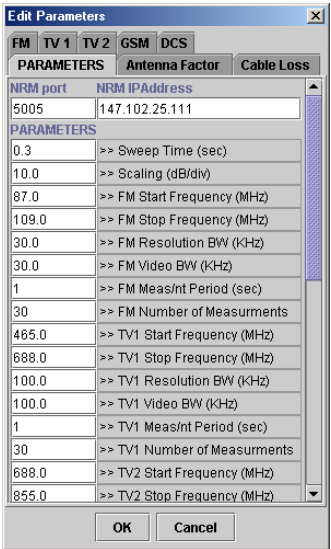 Edit Parameters
FM TV 1 TV 2 GSM DCS
PARAMETERS Antenna Factor Cable Loss
NRM port NRM IPAddress
5005 147.102.25.111
PARAMETERS
0.3 >> Sweep Time (sec)
10.0 >> Scaling (dB/div)
87.0 >> FM Start Frequency (MHz)
109.0 >> FM Stop Frequency (MHz)
30.0 >> FM Resolution BW (KHz)
30.0 >> FM Video BW (KHz)
1 >> FM Meas/nt Period (sec)
30 >> FM Number of Measurments
465.0 >> TV1 Start Frequency (MHz)
688.0 >> TV1 Stop Frequency (MHz)
100.0 >> TV1 Resolution BW (KHz)
100.0 >> TV1 Video BW (KHz)
1 >> TV1 Meas/nt Period (sec)
30 >> TV1 Number of Measurments
688.0 >> TV2 Start Frequency (MHz)
855.0 >> TV2 Stop Frequency (MHz)
OK Cancel